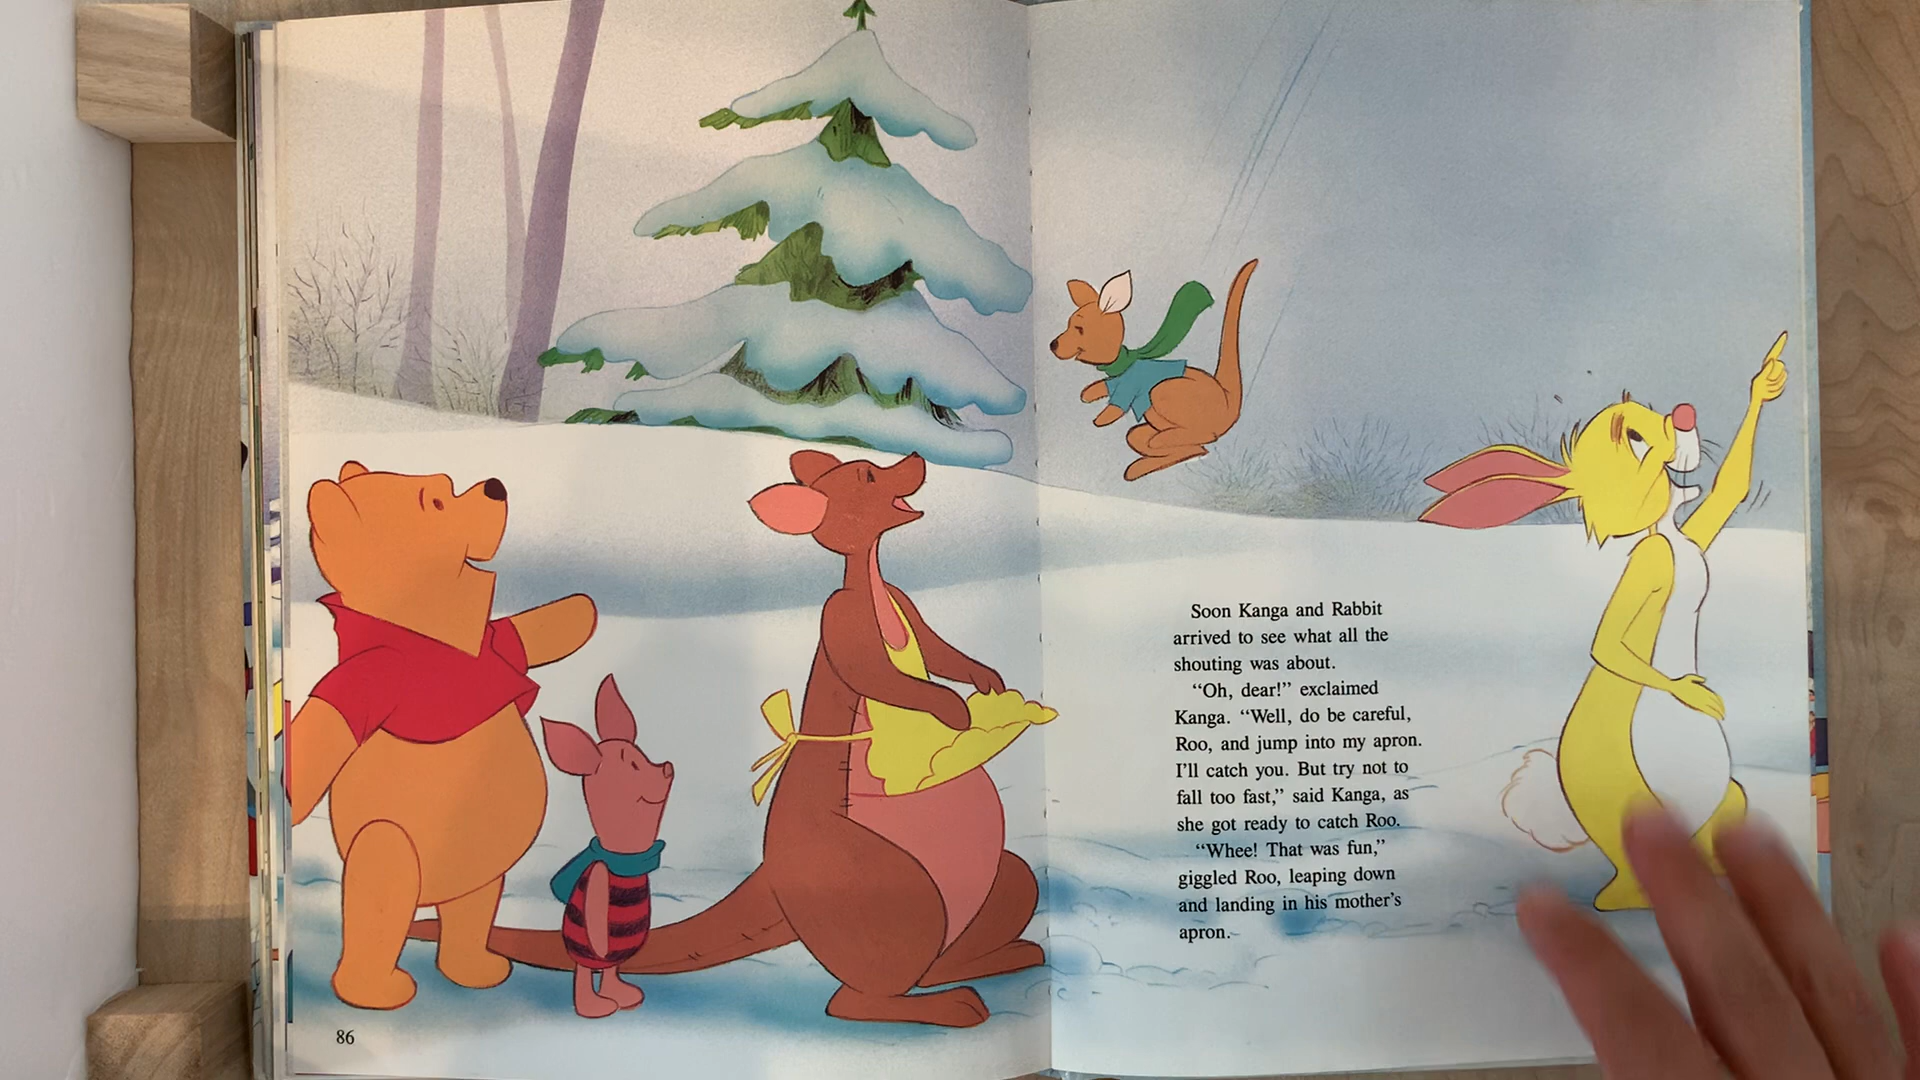 Soon Kanga and Rabbit
arrived to see what all the
shouting was about.
“Oh, dear!” exclaimed
Kanga. “Well, do be careful,
Roo, and jump into my apron.
I’ll catch you. But try not to
fall too fast,” said Kanga, as
she got ready to catch Roo.
“Whee! That was fun,”
giggled Roo, leaping down
and landing in his mother’s
apron.
86